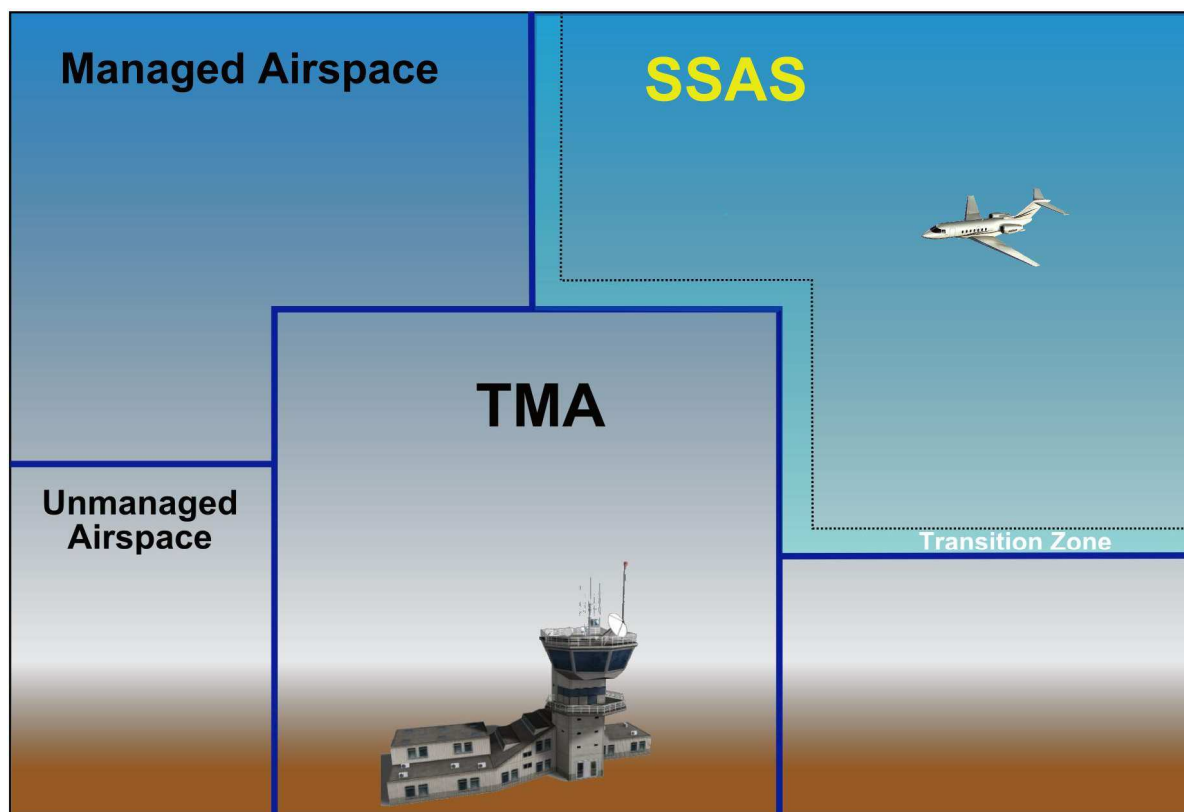 Managed Airspace
SSAS
TMA
Unmanaged
Airspace
Transition Zone